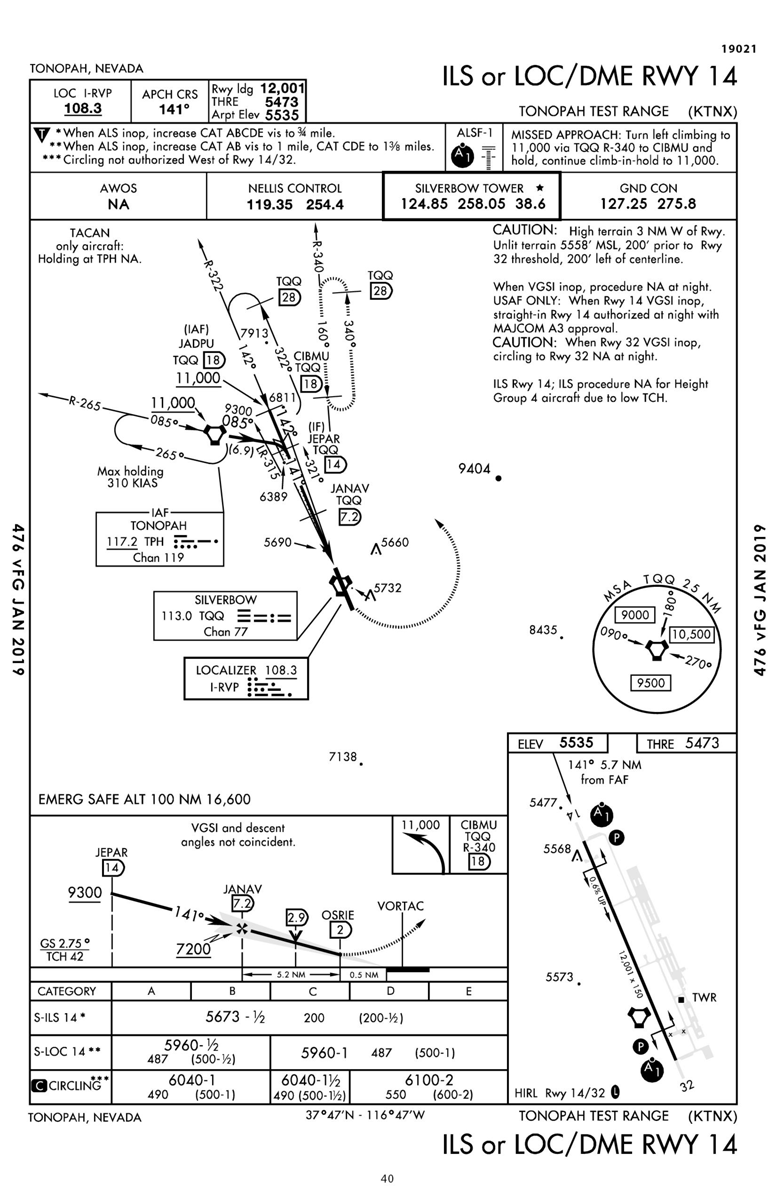 19021
TONOPAH, NEVADA
ILS or LOC/DME RWY 14
TONOPAH TEST RANGE (KTNX)
LOC I-RVP
108.3
APCH CRS
141°
Rwy ldg 12,001
THRE 5473
Arpt Elev 5535
T *When ALS inop, increase CAT ABCDE vis to ¾ mile.
**When ALS inop, increase CAT AB vis to 1 mile, CAT CDE to 1⅜ miles.
***Circling not authorized West of Rwy 14/32.
ALSF-1
A1
MISSED APPROACH: Turn left climbing to
11,000 via TQQ R-340 to CIBMU and
hold, continue climb-in-hold to 11,000.
AWOS
NA
NELLIS CONTROL
119.35 254.4
SILVERBOW TOWER ★
124.85 258.05 38.6
GND CON
127.25 275.8
TACAN
only aircraft:
Holding at TPH NA.
CAUTION: High terrain 3 NM W of Rwy.
Unlit terrain 5558' MSL, 200' prior to Rwy
32 threshold, 200' left of centerline.
When VGSI inop, procedure NA at night.
USAF ONLY: When Rwy 14 VGSI inop,
straight-in Rwy 14 authorized at night with
MAJCOM A3 approval.
CAUTION: When Rwy 32 VGSI inop,
circling to Rwy 32 NA at night.
ILS Rwy 14; ILS procedure NA for Height
Group 4 aircraft due to low TCH.
R-322
R-340
TQQ
28
TQQ
28
160°
340°
7913
142°
322°
(IAF)
JADPU
TQQ 18
11,000
CIBMU
TQQ
18
R-265
11,000
085°
265°
9300
085°
(6.9)
6811
142°
LR-315
(IF)
JEPAR
TQQ
14
321°
141°
Max holding
310 KIAS
6389
JANAV
TQQ
7.2
9404
IAF
TONOPAH
117.2 TPH
Chan 119
5690
5660
5732
SILVERBOW
113.0 TQQ
Chan 77
LOCALIZER 108.3
I-RVP
8435
7138
MSA TQQ 25 NM
9000
180°
090°
10,500
270°
9500
476 vFG JAN 2019
476 vFG JAN 2019
EMERG SAFE ALT 100 NM 16,600
ELEV 5535
THRE 5473
141° 5.7 NM
from FAF
5477
14
A1
P
5568
0.6% UP
12,001 x 150
5573
TWR
P
A1
32
HIRL Rwy 14/32 L
VGSI and descent
angles not coincident.
11,000
CIBMU
TQQ
R-340
18
JEPAR
14
9300
141°
JANAV
7.2
7200
2.9
OSRIE
2
VORTAC
GS 2.75°
TCH 42
5.2 NM
0.5 NM
CATEGORY A B C D E
S-ILS 14 * 5673-½ 200 (200-½)
S-LOC 14 ** 5960-½ 487 (500-½) 5960-1 487 (500-1)
C CIRCLING*** 6040-1 490 (500-1) 6040-1½ 490 (500-1½) 6100-2 550 (600-2)
TONOPAH, NEVADA
37°47'N - 116°47'W
TONOPAH TEST RANGE (KTNX)
ILS or LOC/DME RWY 14
40